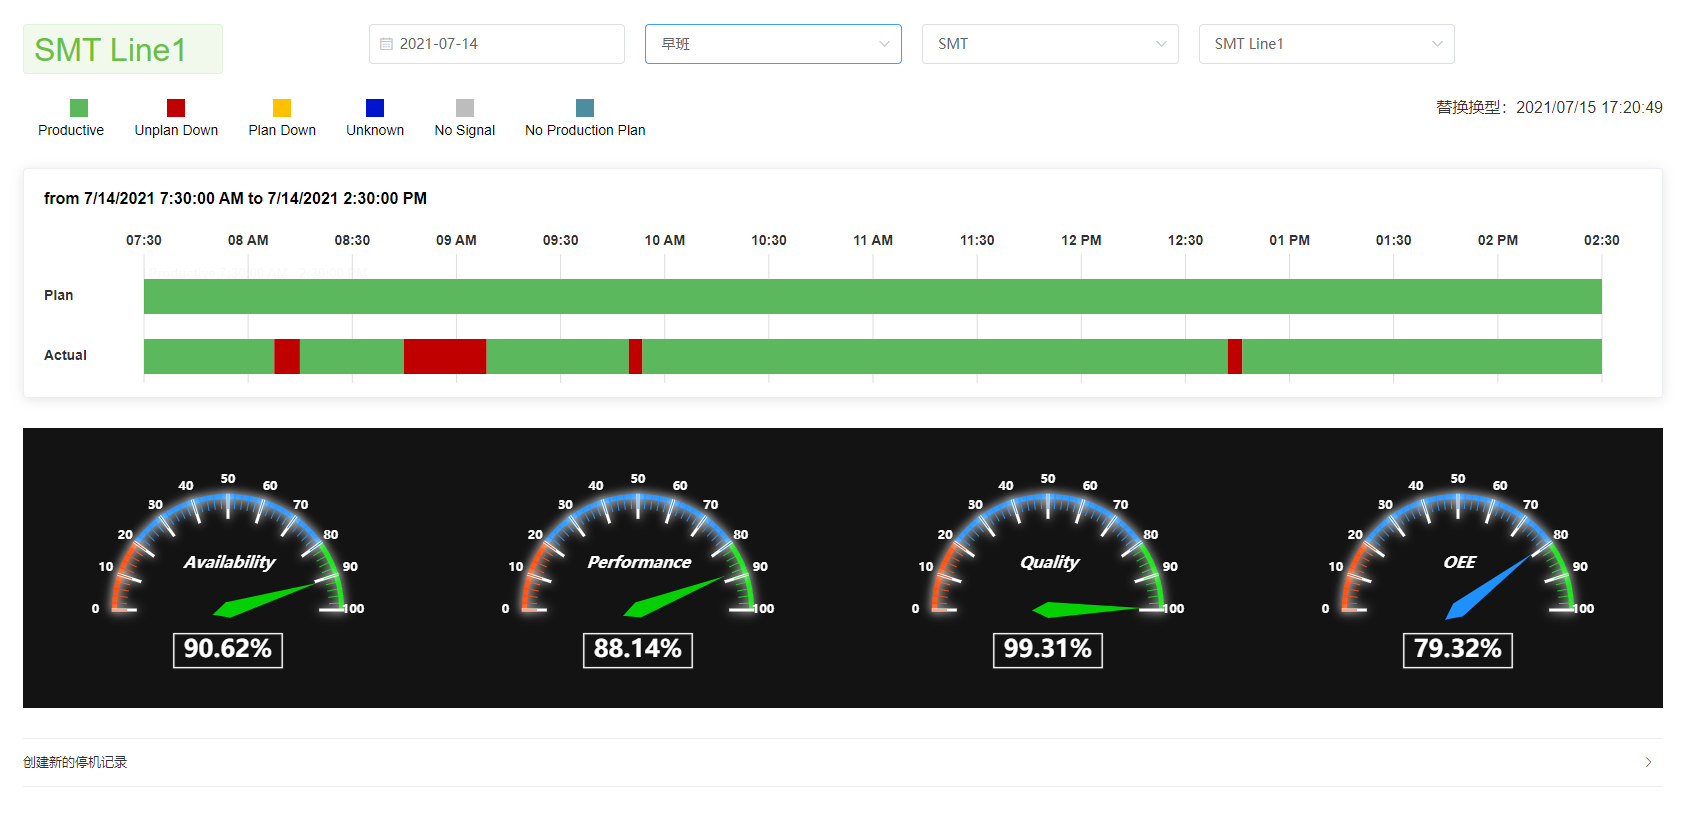 SMT Line1
2021-07-14
早班
SMT
SMT Line1
Productive
Unplan Down
Plan Down
Unknown
No Signal
No Production Plan
替换换型：2021/07/15 17:20:49
from 7/14/2021 7:30:00 AM to 7/14/2021 2:30:00 PM
07:30 08 AM 08:30 09 AM 09:30 10 AM 10:30 11 AM 11:30 12 PM 12:30 01 PM 01:30 02 PM 02:30
Plan
Actual
0 10 20 30 40 50 60 70 80 90 100
Availability
90.62%
0 10 20 30 40 50 60 70 80 90 100
Performance
88.14%
0 10 20 30 40 50 60 70 80 90 100
Quality
99.31%
0 10 20 30 40 50 60 70 80 90 100
OEE
79.32%
创建新的停机记录